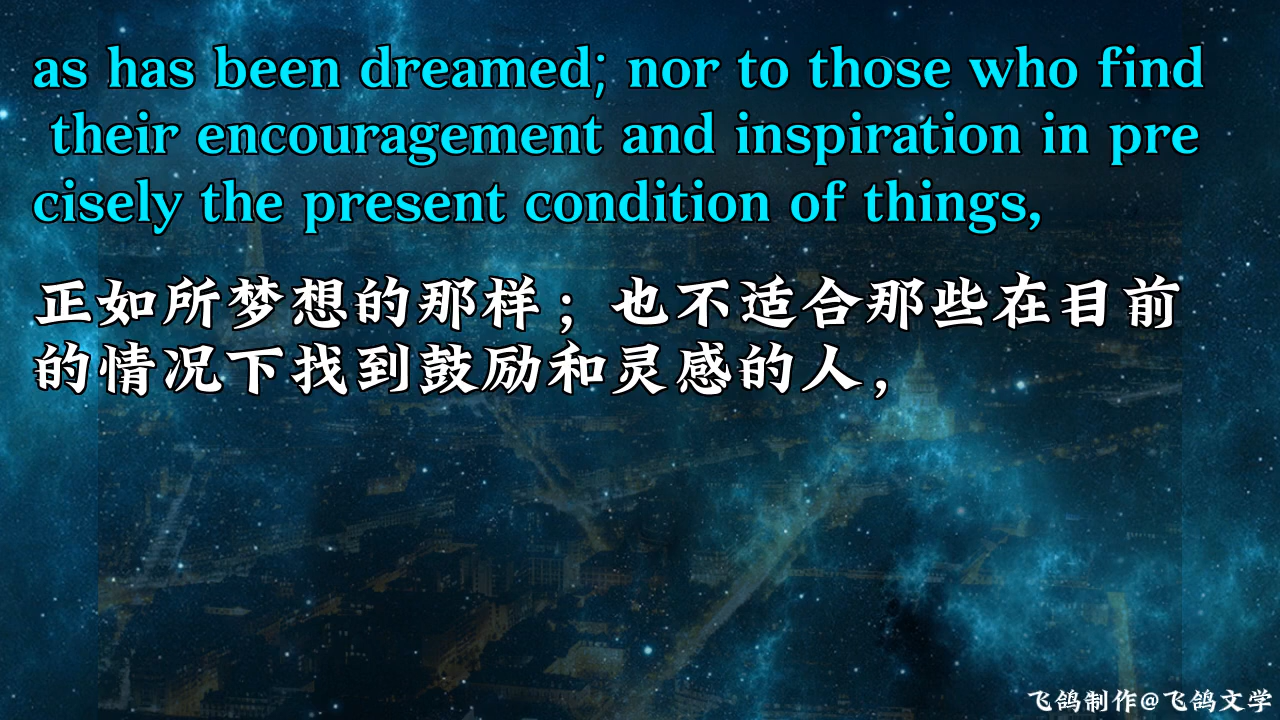 as has been dreamed; nor to those who find
their encouragement and inspiration in pre
cisely the present condition of things,
正如所梦想的那样；也不适合那些在目前
的情况下找到鼓励和灵感的人，
飞鸽制作@飞鸽文学